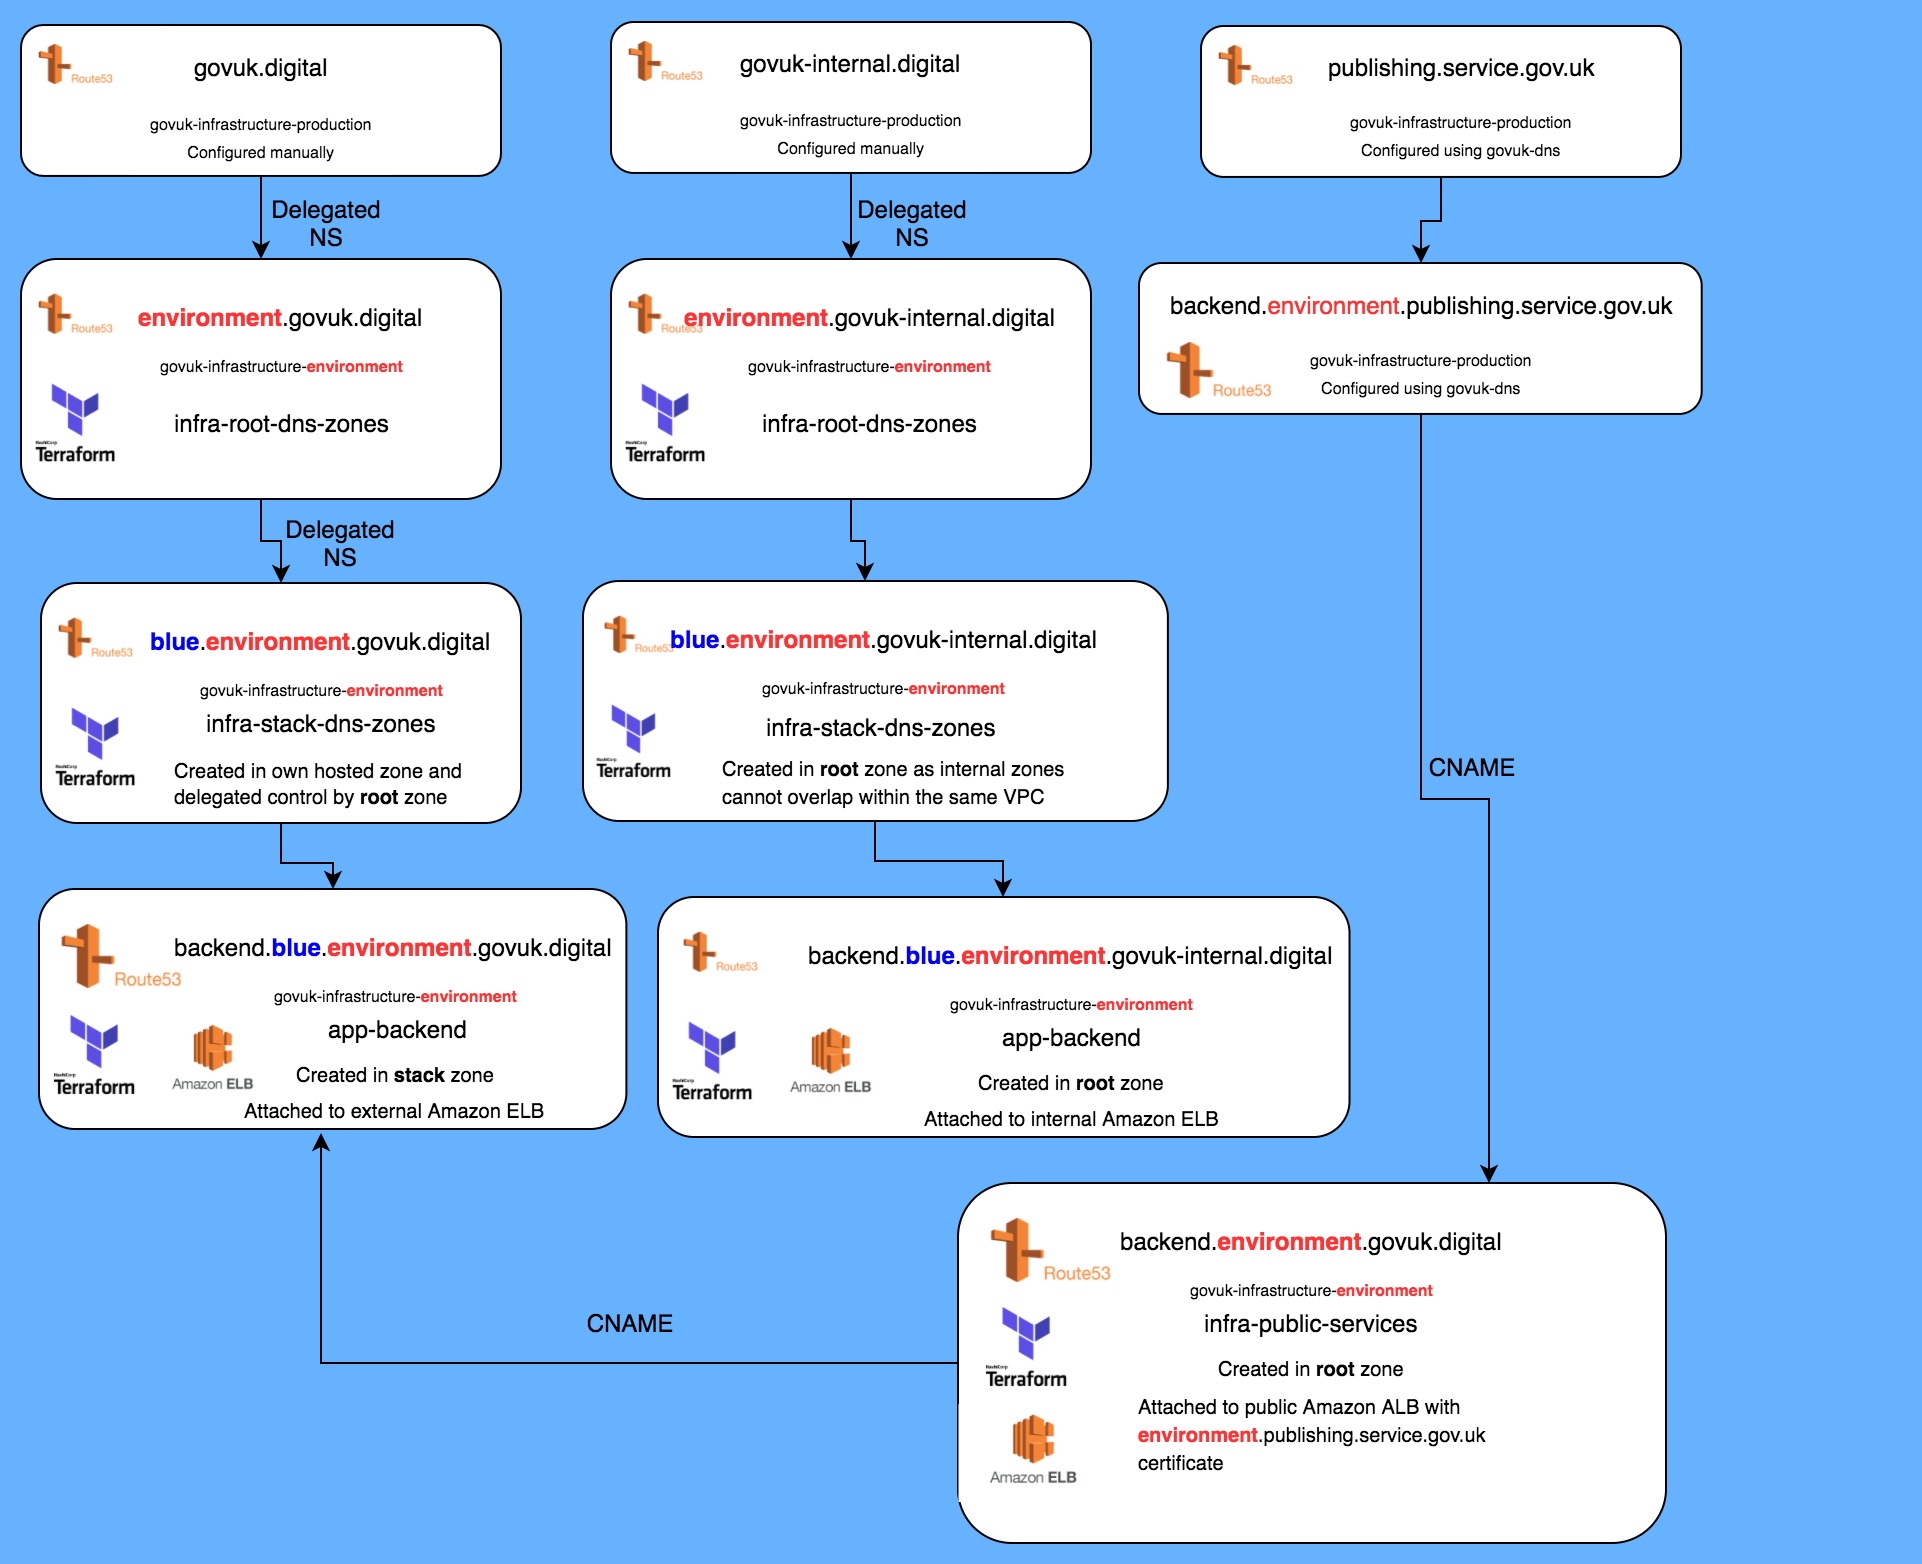 Route53
govuk.digital
govuk-infrastructure-production
Configured manually
Route53
govuk-internal.digital
govuk-infrastructure-production
Configured manually
Route53
publishing.service.gov.uk
govuk-infrastructure-production
Configured using govuk-dns
Delegated
NS
Delegated
NS
Route53
environment.govuk.digital
govuk-infrastructure-environment
infra-root-dns-zones
HashiCorp
Terraform
Route53
environment.govuk-internal.digital
govuk-infrastructure-environment
infra-root-dns-zones
HashiCorp
Terraform
backend.environment.publishing.service.gov.uk
govuk-infrastructure-production
Route53
Configured using govuk-dns
Delegated
NS
Route53
blue.environment.govuk.digital
govuk-infrastructure-environment
infra-stack-dns-zones
HashiCorp
Terraform
Created in own hosted zone and
delegated control by root zone
Route53
blue.environment.govuk-internal.digital
govuk-infrastructure-environment
infra-stack-dns-zones
HashiCorp
Terraform
Created in root zone as internal zones
cannot overlap within the same VPC
CNAME
Route53
backend.blue.environment.govuk.digital
govuk-infrastructure-environment
app-backend
HashiCorp
Terraform
Amazon ELB
Created in stack zone
Attached to external Amazon ELB
Route53
backend.blue.environment.govuk-internal.digital
govuk-infrastructure-environment
app-backend
HashiCorp
Terraform
Amazon ELB
Created in root zone
Attached to internal Amazon ELB
CNAME
Route53
backend.environment.govuk.digital
govuk-infrastructure-environment
infra-public-services
HashiCorp
Terraform
Created in root zone
Attached to public Amazon ALB with
environment.publishing.service.gov.uk
certificate
Amazon ELB